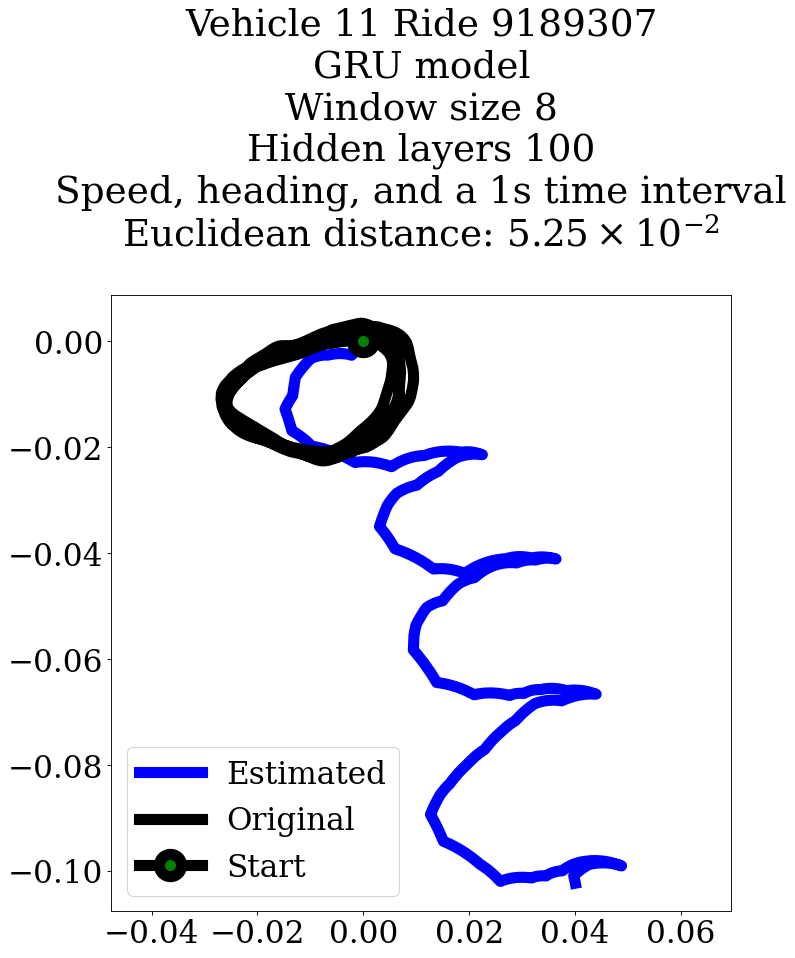 Vehicle 11 Ride 9189307
GRU model
Window size 8
Hidden layers 100
Speed, heading, and a 1s time interval
Euclidean distance: 5.25 × 10⁻²
0.00
−0.02
−0.04
−0.06
−0.08
−0.10
Estimated
Original
Start
−0.04 −0.02 0.00 0.02 0.04 0.06